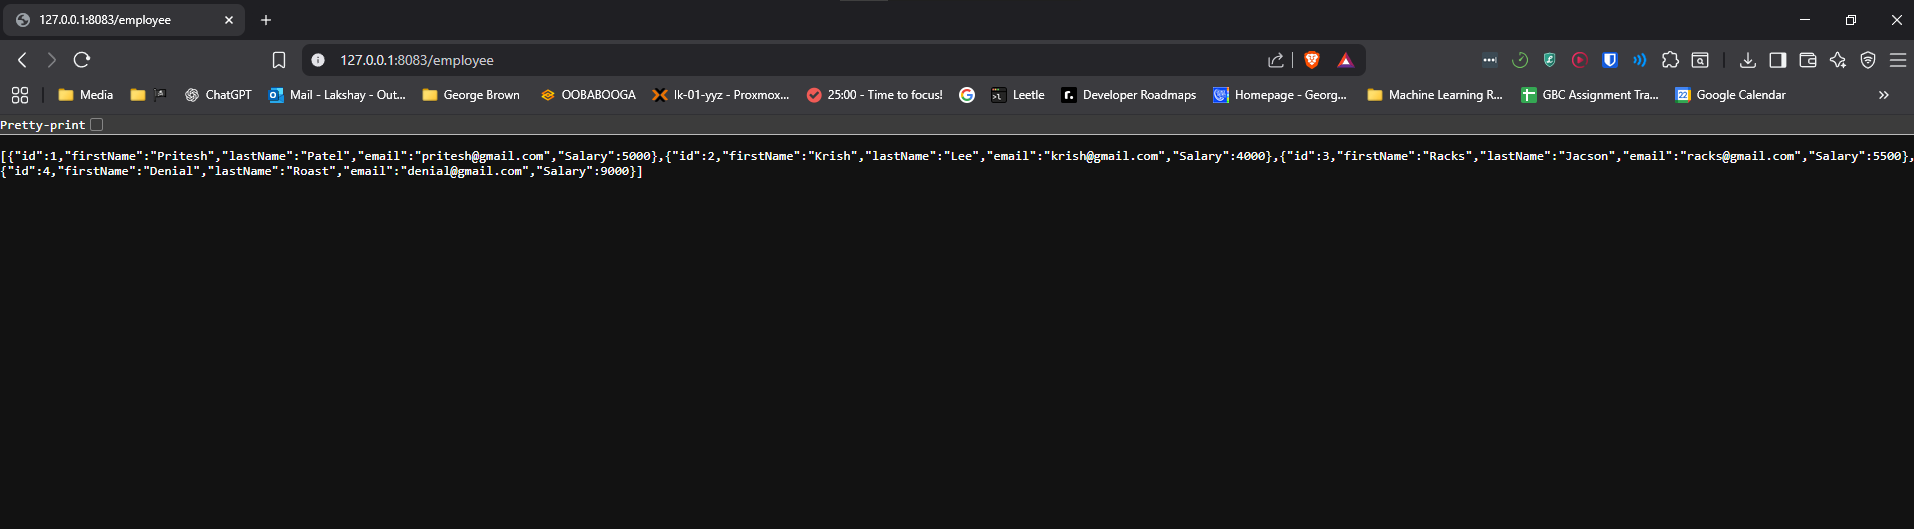 127.0.0.1:8083/employee
127.0.0.1:8083/employee
Media ChatGPT Mail - Lakshay - Out... George Brown OOBABOOGA lk-01-yyz - Proxmox... 25:00 - Time to focus! Leetle Developer Roadmaps Homepage - Georg... Machine Learning R... GBC Assignment Tra... 22 Google Calendar
Pretty-print
[{"id":1,"firstName":"Pritesh","lastName":"Patel","email":"pritesh@gmail.com","Salary":5000},{"id":2,"firstName":"Krish","lastName":"Lee","email":"krish@gmail.com","Salary":4000},{"id":3,"firstName":"Racks","lastName":"Jacson","email":"racks@gmail.com","Salary":5500},
{"id":4,"firstName":"Denial","lastName":"Roast","email":"denial@gmail.com","Salary":9000}]